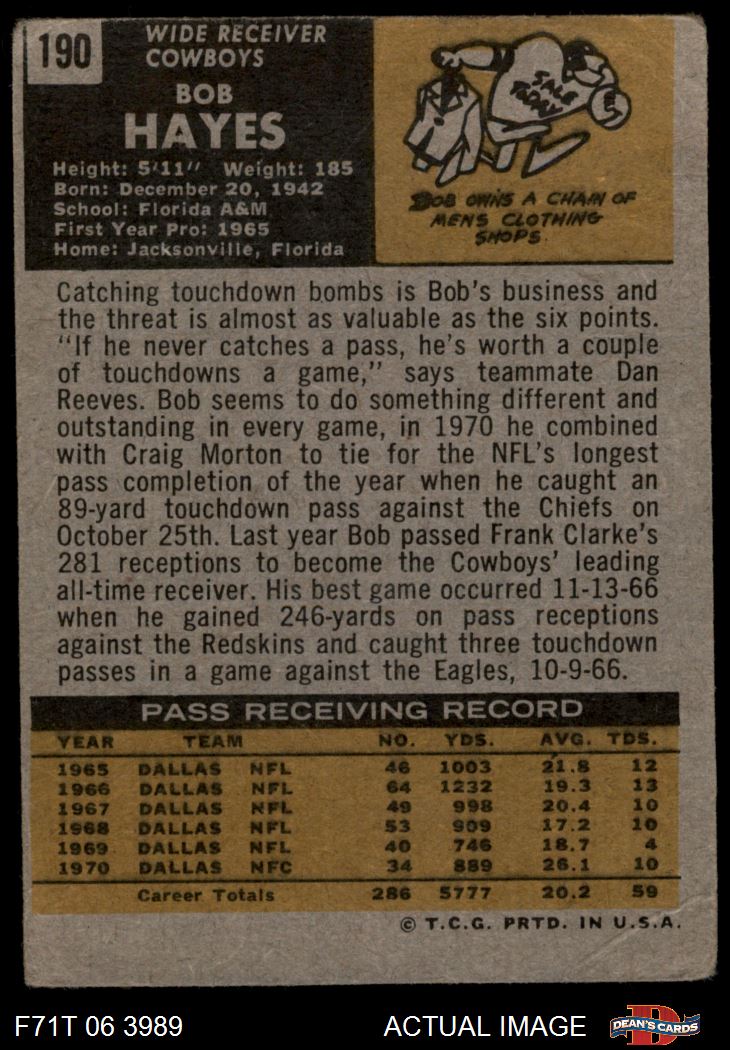 190
WIDE RECEIVER
COWBOYS
BOB
HAYES
Height: 5'11" Weight: 185
Born: December 20, 1942
School: Florida A&M
First Year Pro: 1965
Home: Jacksonville, Florida
SALE
TODAY
BOB OWNS A CHAIN OF
MENS CLOTHING
SHOPS.
Catching touchdown bombs is Bob's business and
the threat is almost as valuable as the six points.
"If he never catches a pass, he's worth a couple
of touchdowns a game," says teammate Dan
Reeves. Bob seems to do something different and
outstanding in every game, in 1970 he combined
with Craig Morton to tie for the NFL's longest
pass completion of the year when he caught an
89-yard touchdown pass against the Chiefs on
October 25th. Last year Bob passed Frank Clarke's
281 receptions to become the Cowboys' leading
all-time receiver. His best game occurred 11-13-66
when he gained 246-yards on pass receptions
against the Redskins and caught three touchdown
passes in a game against the Eagles, 10-9-66.
PASS RECEIVING RECORD
YEAR TEAM NO. YDS. AVG. TDS.
1965 DALLAS NFL 46 1003 21.8 12
1966 DALLAS NFL 64 1232 19.3 13
1967 DALLAS NFL 49 998 20.4 10
1968 DALLAS NFL 53 909 17.2 10
1969 DALLAS NFL 40 746 18.7 4
1970 DALLAS NFC 34 889 26.1 10
Career Totals 286 5777 20.2 59
© T.C.G. PRTD. IN U.S.A.
F71T 06 3989 ACTUAL IMAGE
DEAN'S CARDS